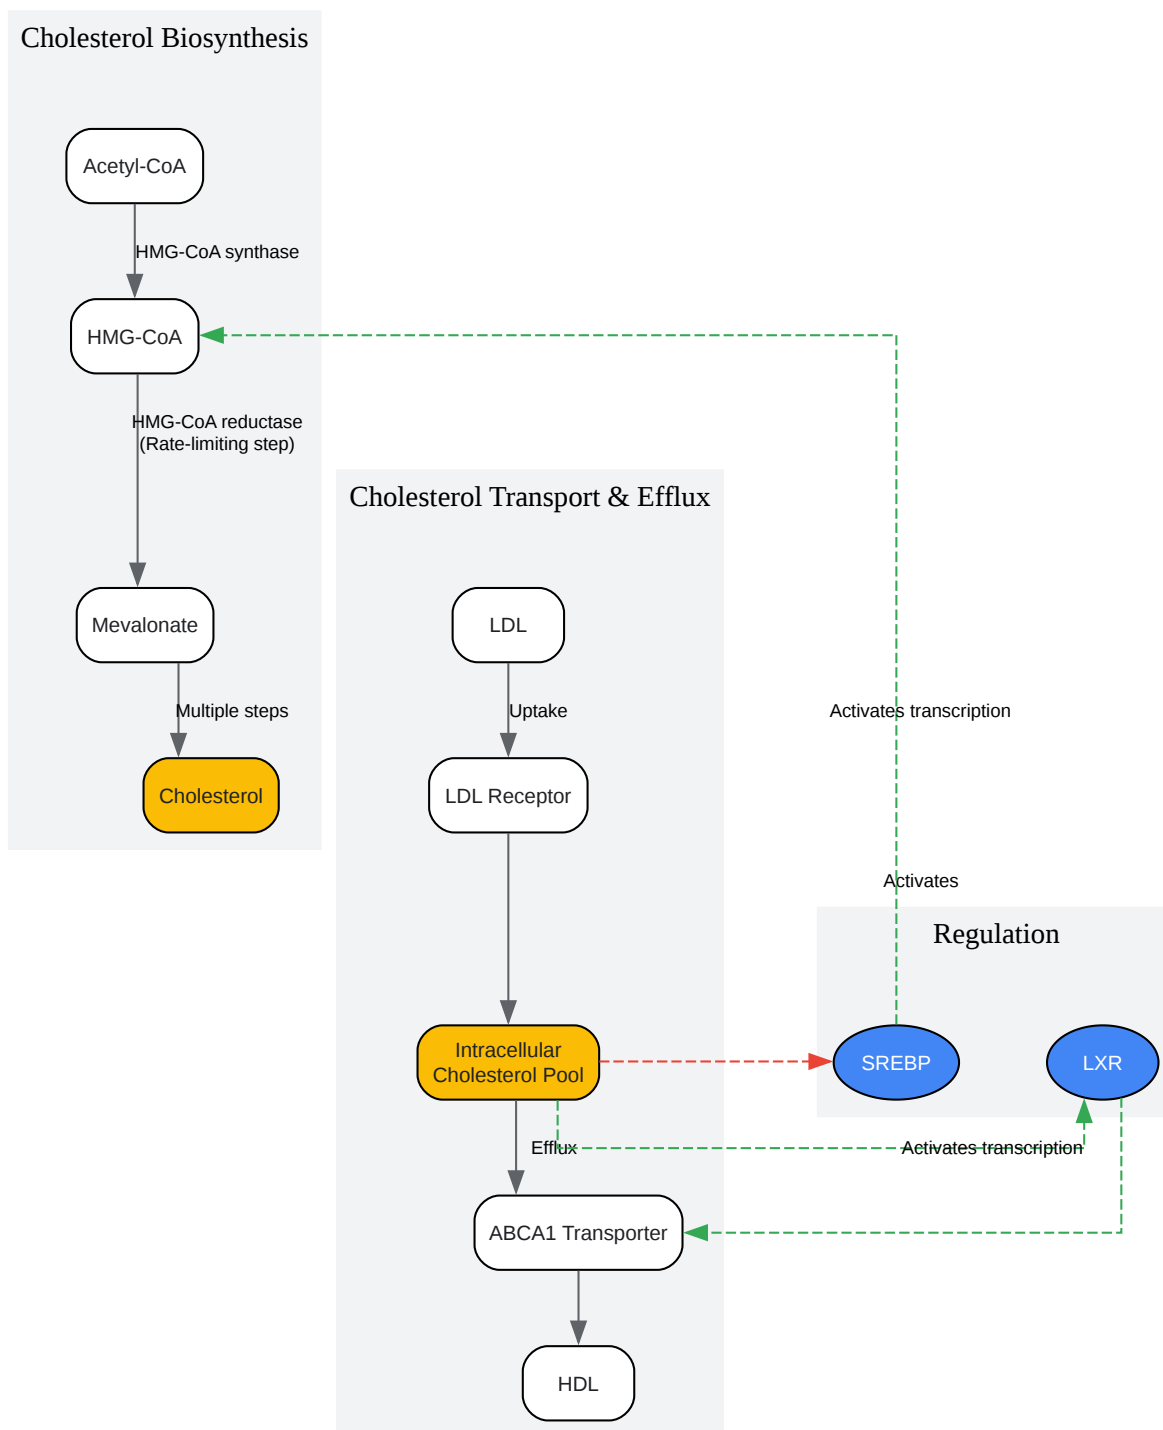 Cholesterol Biosynthesis
Acetyl-CoA
HMG-CoA synthase
HMG-CoA
HMG-CoA reductase
(Rate-limiting step)
Mevalonate
Multiple steps
Cholesterol
Cholesterol Transport & Efflux
LDL
Uptake
LDL Receptor
Intracellular
Cholesterol Pool
Efflux
ABCA1 Transporter
HDL
Activates transcription
Activates
Regulation
SREBP
LXR
Activates transcription